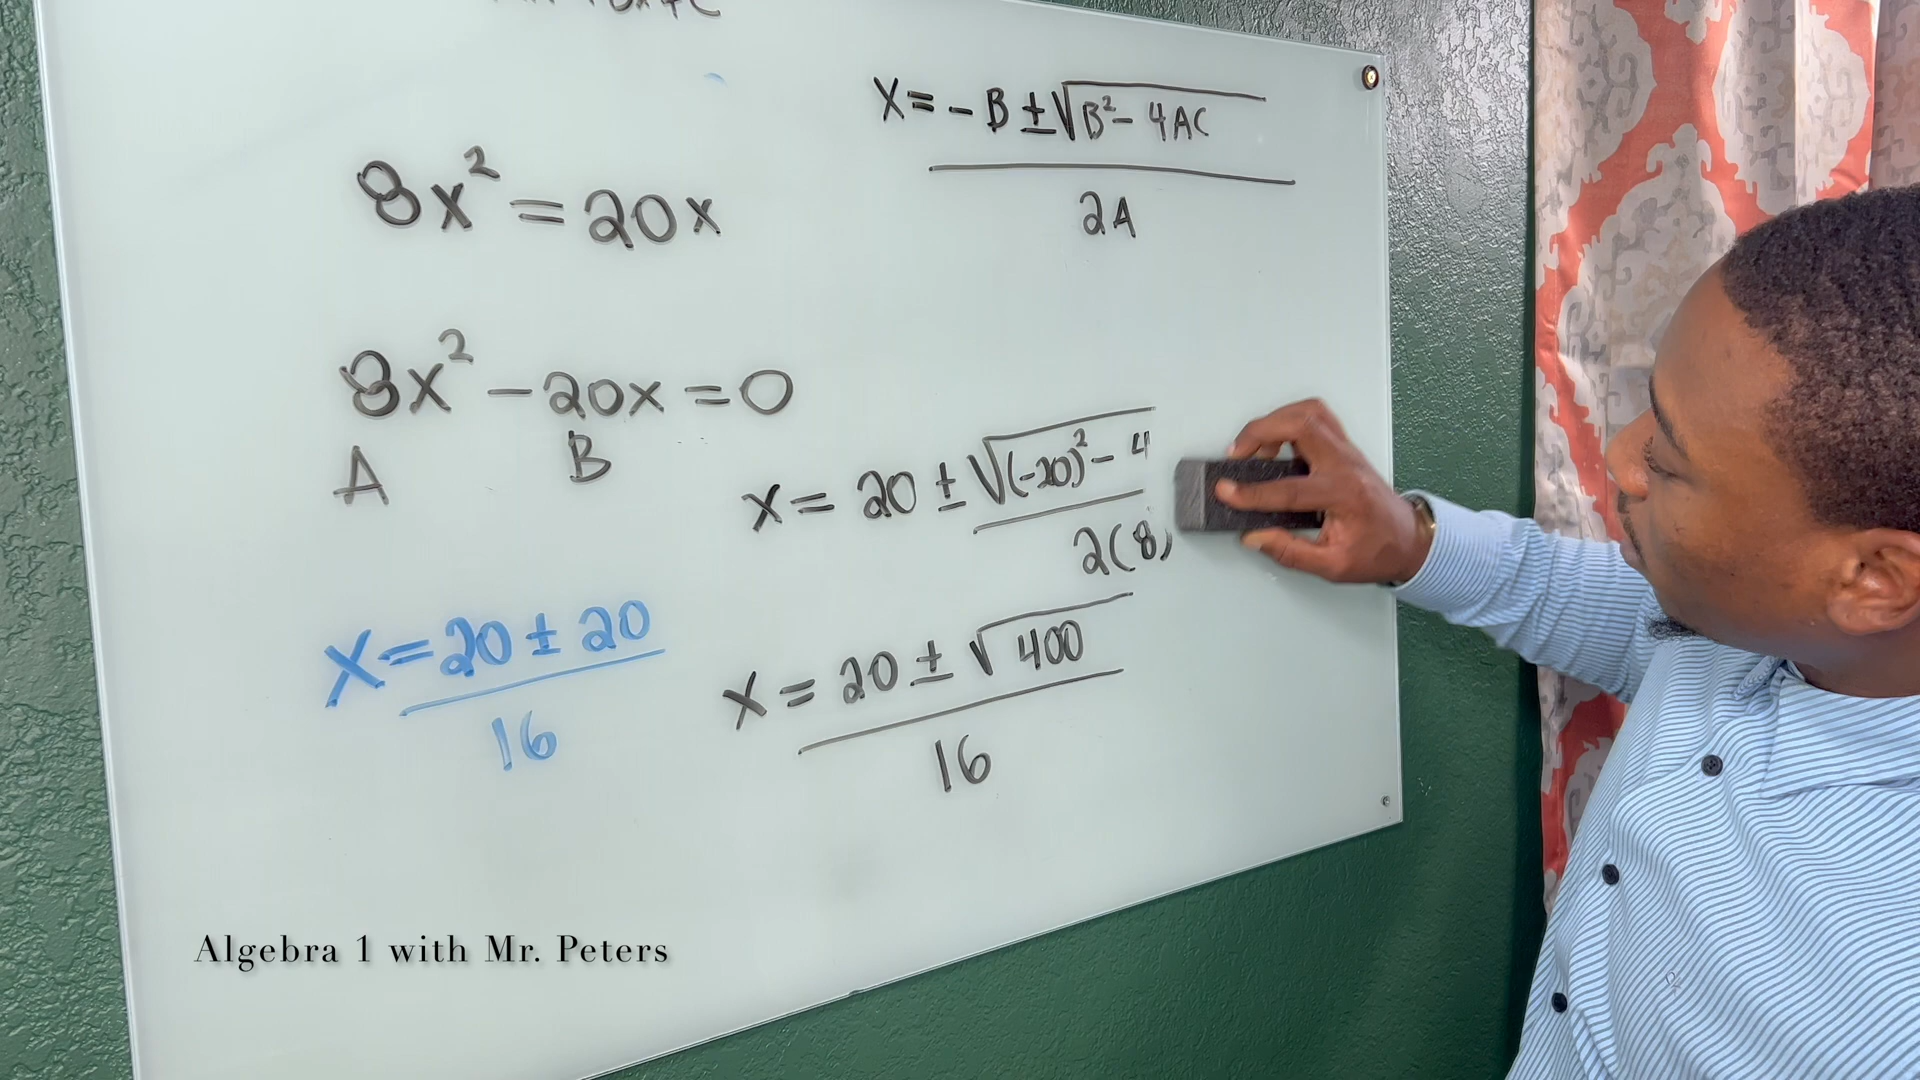 X = - B ± √B² - 4AC
2A
8x² = 20x
8x² - 20x = 0
A B
x = 20 ± √(-20)² - 4
2(8)
x = 20 ± 20
16
x = 20 ± √400
16
Algebra 1 with Mr. Peters